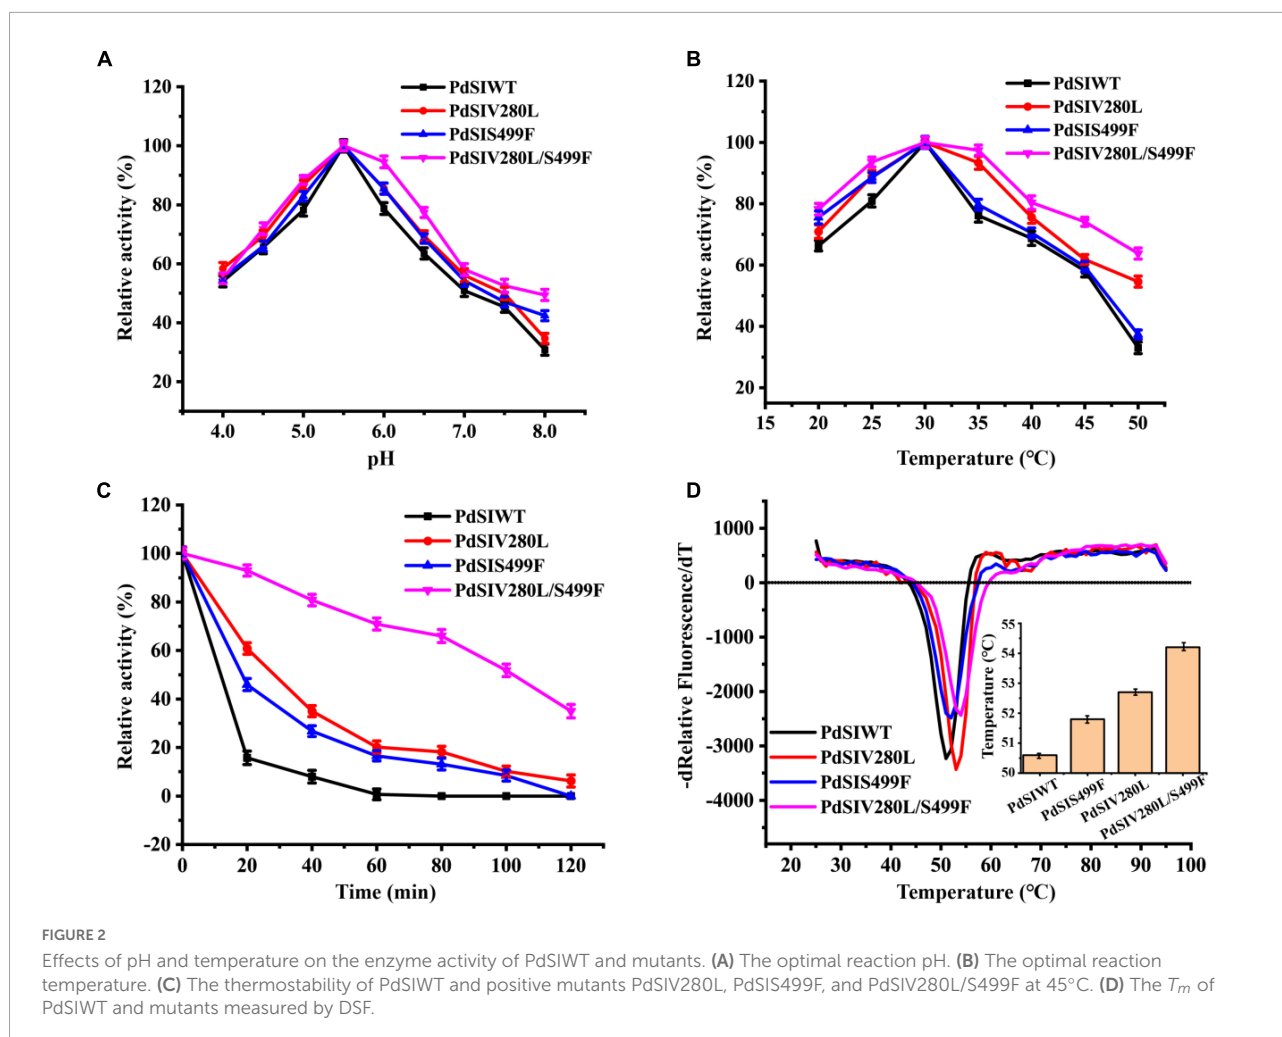 A
120
100
80
60
40
20
Relative activity (%)
4.0 5.0 6.0 7.0 8.0
pH
PdSIWT
PdSIV280L
PdSIS499F
PdSIV280L/S499F
B
120
100
80
60
40
20
Relative activity (%)
15 20 25 30 35 40 45 50
Temperature (°C)
PdSIWT
PdSIV280L
PdSIS499F
PdSIV280L/S499F
C
120
100
80
60
40
20
0
-20
Relative activity (%)
0 20 40 60 80 100 120
Time (min)
PdSIWT
PdSIV280L
PdSIS499F
PdSIV280L/S499F
D
1000
0
-1000
-2000
-3000
-4000
-dRelative Fluorescence/dT
20 30 40 50 60 70 80 90 100
Temperature (°C)
PdSIWT
PdSIV280L
PdSIS499F
PdSIV280L/S499F
55
54
53
52
51
50
Temperature (°C)
PdSIWT
PdSIS499F
PdSIV280L
PdSIV280L/S499F
FIGURE 2
Effects of pH and temperature on the enzyme activity of PdSIWT and mutants. (A) The optimal reaction pH. (B) The optimal reaction
temperature. (C) The thermostability of PdSIWT and positive mutants PdSIV280L, PdSIS499F, and PdSIV280L/S499F at 45°C. (D) The Tm of
PdSIWT and mutants measured by DSF.